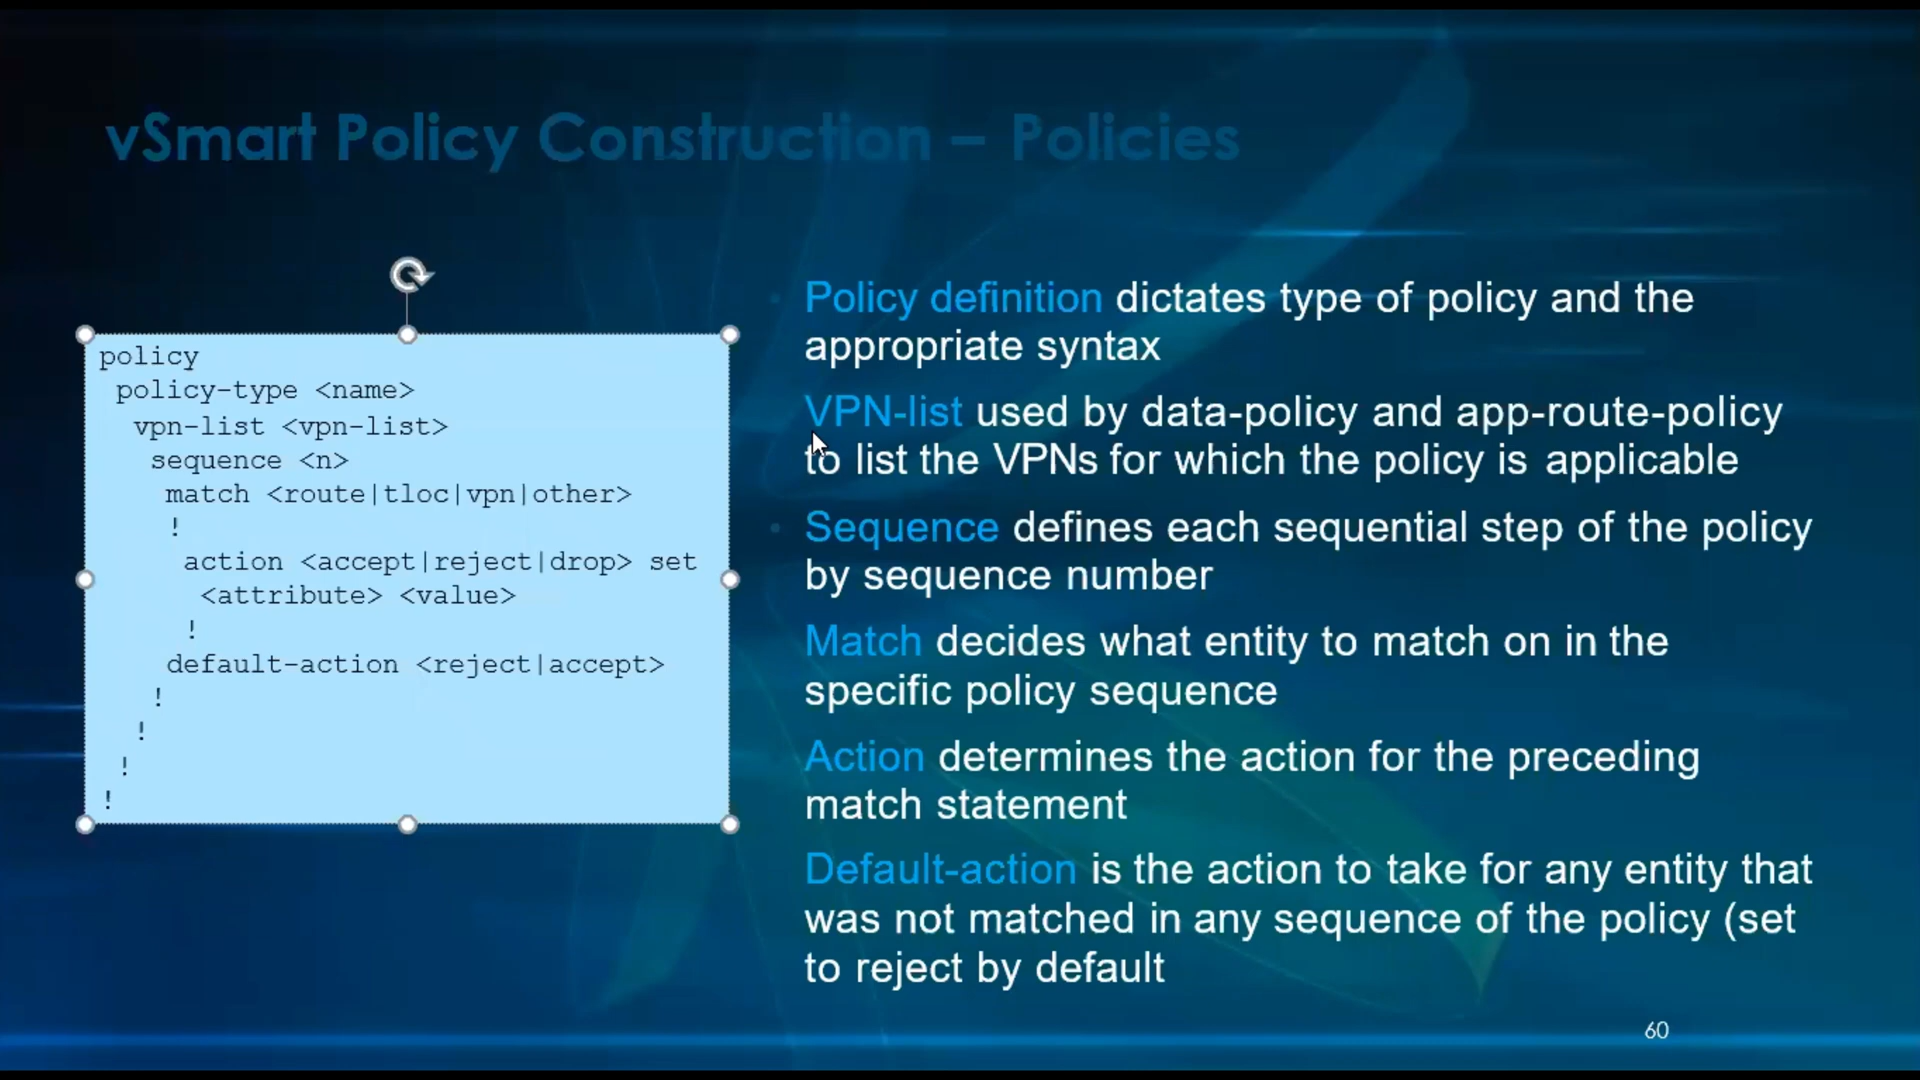 vSmart Policy Construction – Policies
policy
policy-type <name>
vpn-list <vpn-list>
sequence <n>
match <route|tloc|vpn|other>
!
action <accept|reject|drop> set
<attribute> <value>
!
default-action <reject|accept>
!
!
!
!
Policy definition dictates type of policy and the
appropriate syntax
VPN-list used by data-policy and app-route-policy
to list the VPNs for which the policy is applicable
Sequence defines each sequential step of the policy
by sequence number
Match decides what entity to match on in the
specific policy sequence
Action determines the action for the preceding
match statement
Default-action is the action to take for any entity that
was not matched in any sequence of the policy (set
to reject by default
60